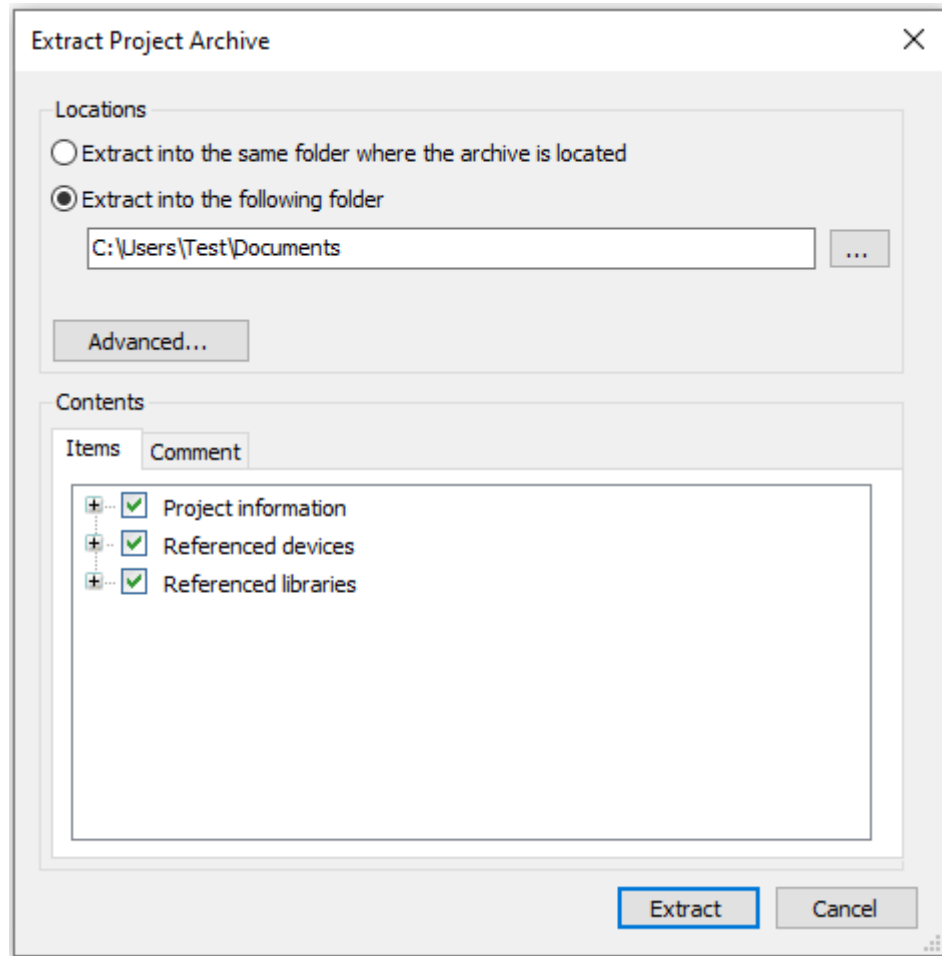 Extract Project Archive
Locations
Extract into the same folder where the archive is located
Extract into the following folder
C:\Users\Test\Documents
...
Advanced...
Contents
Items Comment
Project information
Referenced devices
Referenced libraries
Extract Cancel